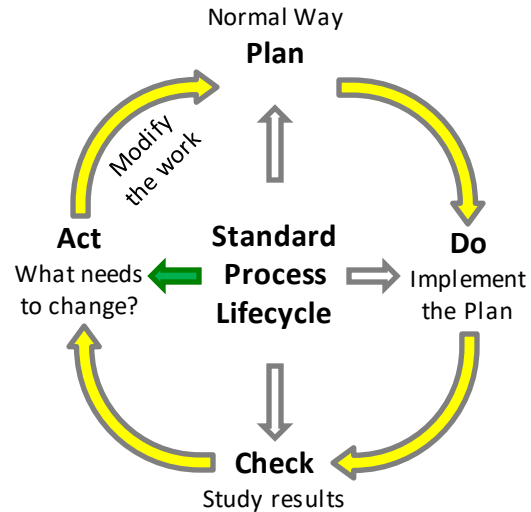 Normal Way
Plan
Modify
the work
Act
What needs
to change?
Standard
Process
Lifecycle
Do
Implement
the Plan
Check
Study results